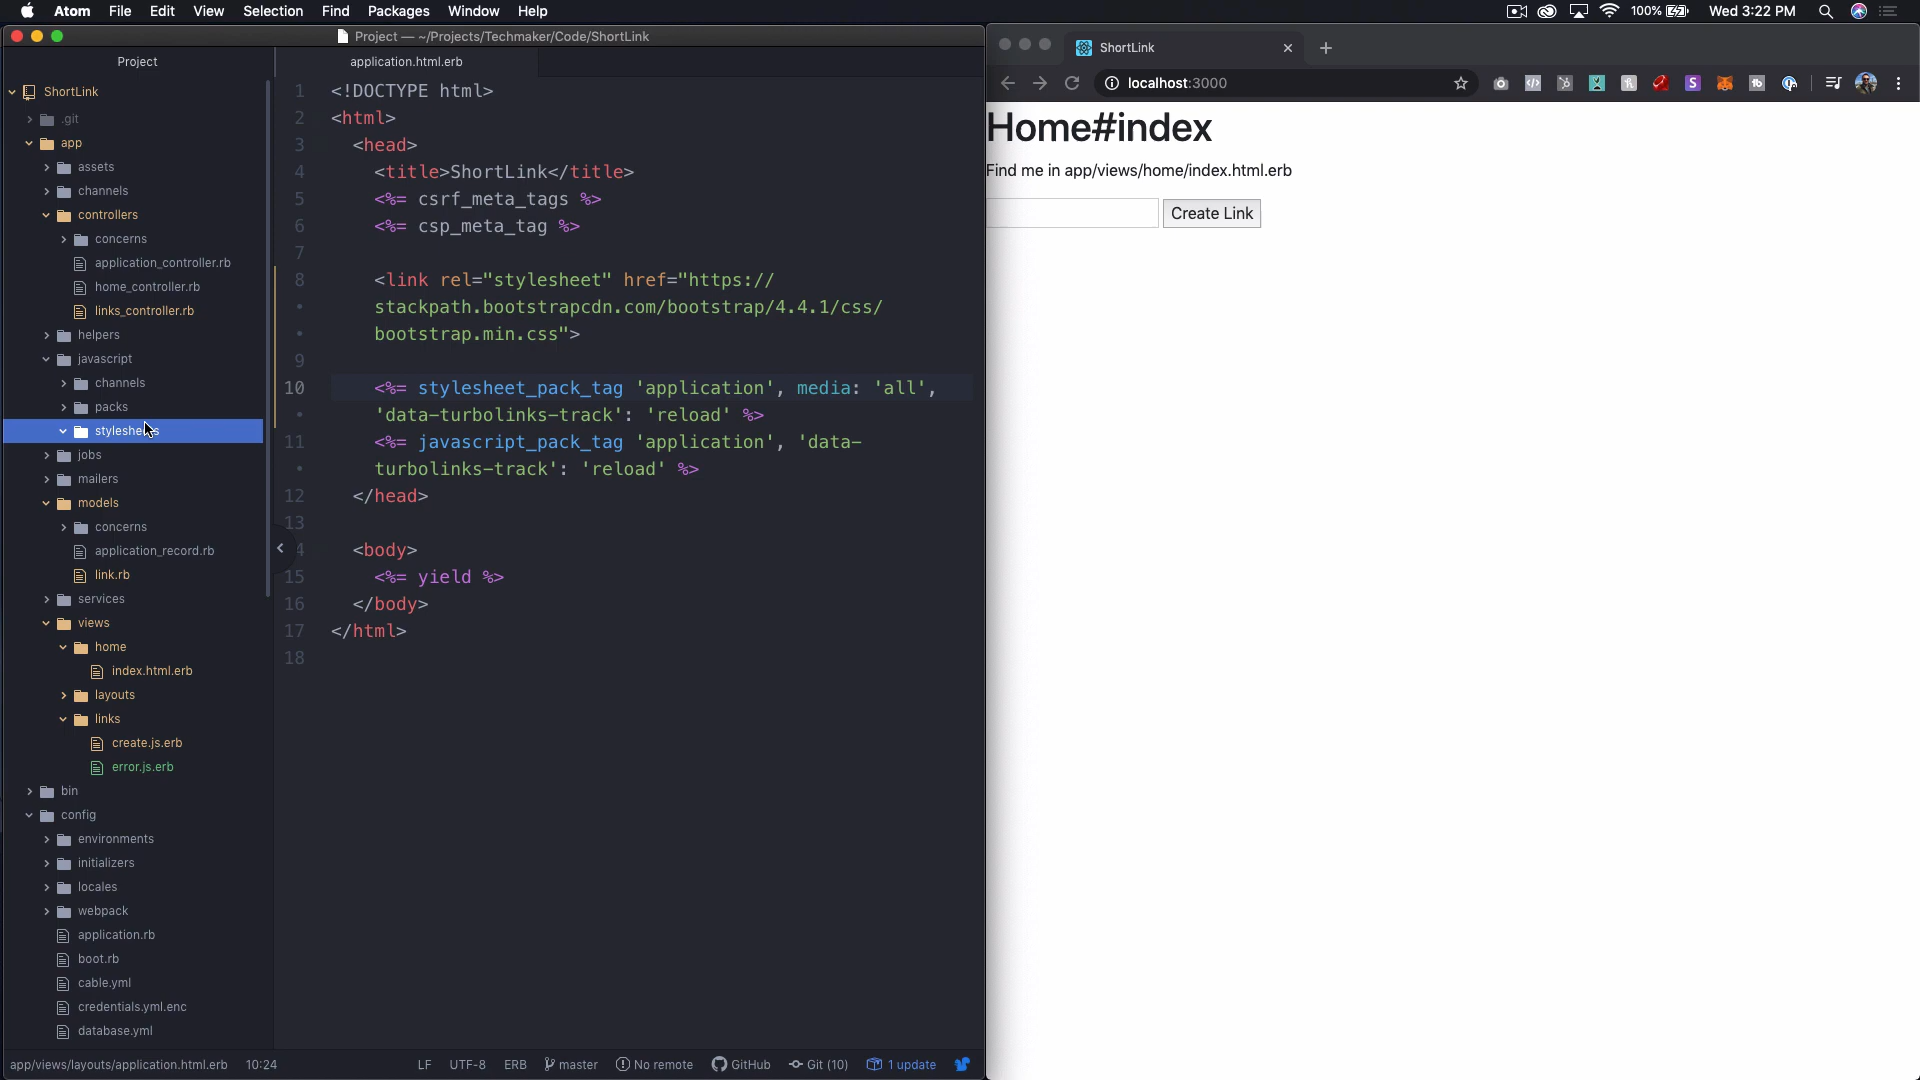 Atom File Edit View Selection Find Packages Window Help
100% Wed 3:22 PM
Project — ~/Projects/Techmaker/Code/ShortLink
Project
application.html.erb
ShortLink
.git
app
assets
channels
controllers
concerns
application_controller.rb
home_controller.rb
links_controller.rb
helpers
javascript
channels
packs
jobs
mailers
models
concerns
application_record.rb
link.rb
services
views
home
index.html.erb
layouts
links
create.js.erb
error.js.erb
bin
config
environments
initializers
locales
webpack
application.rb
boot.rb
cable.yml
credentials.yml.enc
database.yml
1 <!DOCTYPE html>
2 <html>
3 <head>
4 <title>ShortLink</title>
5 <%= csrf_meta_tags %>
6 <%= csp_meta_tag %>
7
8 <link rel="stylesheet" href="https://
stackpath.bootstrapcdn.com/bootstrap/4.4.1/css/
bootstrap.min.css">
9
10 <%= stylesheet_pack_tag 'application', media: 'all',
'data-turbolinks-track': 'reload' %>
11 <%= javascript_pack_tag 'application', 'data-
turbolinks-track': 'reload' %>
12 </head>
13
4 <body>
15 <%= yield %>
16 </body>
17 </html>
18
app/views/layouts/application.html.erb 10:24 LF UTF-8 ERB master No remote GitHub Git (10) 1 update
ShortLink
localhost:3000
Home#index
Find me in app/views/home/index.html.erb
Create Link